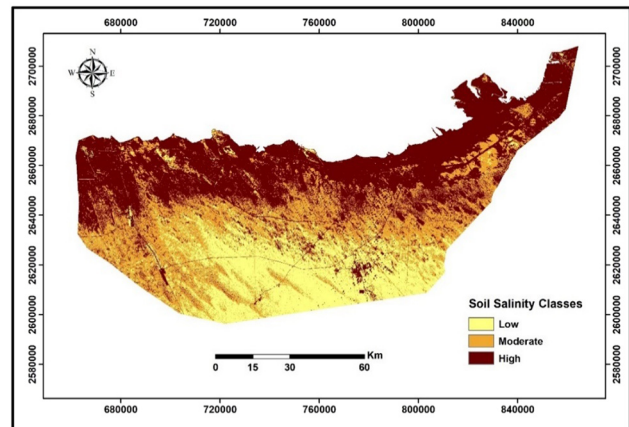 680000 720000 760000 800000 840000
N
W E
S
2700000 2700000
2680000 2680000
2660000 2660000
2640000 2640000
2620000 2620000
2600000 2600000
2580000 2580000
Soil Salinity Classes
Low
Moderate
High
Km
0 15 30 60
680000 720000 760000 800000 840000